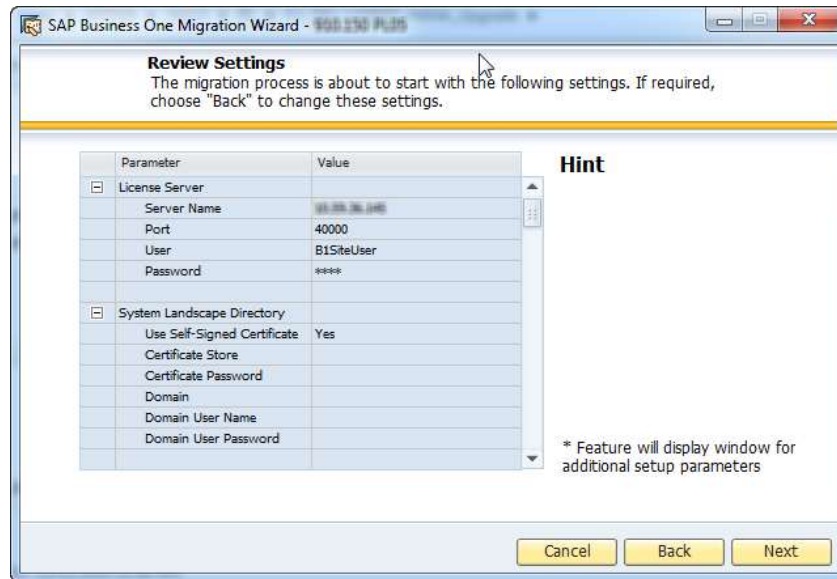 SAP Business One Migration Wizard -
Review Settings
The migration process is about to start with the following settings. If required,
choose "Back" to change these settings.
Parameter Value
Hint
License Server
Server Name
Port 40000
User B1SiteUser
Password ****
System Landscape Directory
Use Self-Signed Certificate Yes
Certificate Store
Certificate Password
Domain
Domain User Name
Domain User Password
* Feature will display window for
additional setup parameters
Cancel Back Next